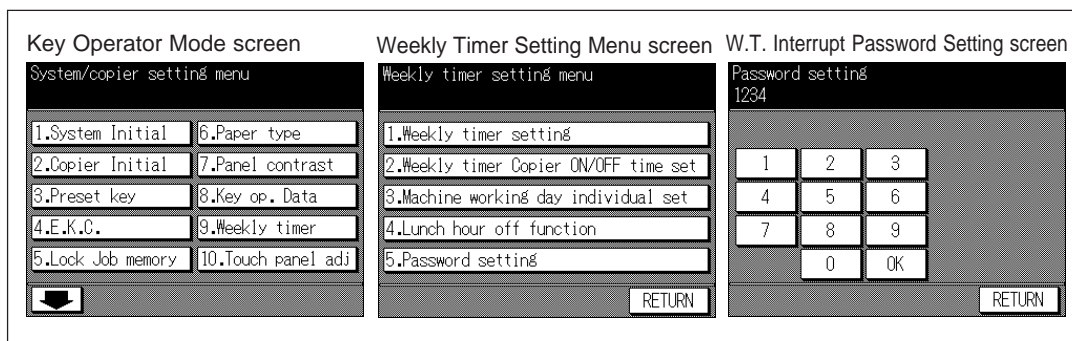 Key Operator Mode screen
System/copier setting menu
1.System Initial
6.Paper type
2.Copier Initial
7.Panel contrast
3.Preset key
8.Key op. Data
4.E.K.C.
9.Weekly timer
5.Lock Job memory
10.Touch panel adj
Weekly Timer Setting Menu screen
Weekly timer setting menu
1.Weekly timer setting
2.Weekly timer Copier ON/OFF time set
3.Machine working day individual set
4.Lunch hour off function
5.Password setting
RETURN
W.T. Interrupt Password Setting screen
Password setting
1234
1 2 3
4 5 6
7 8 9
0 OK
RETURN